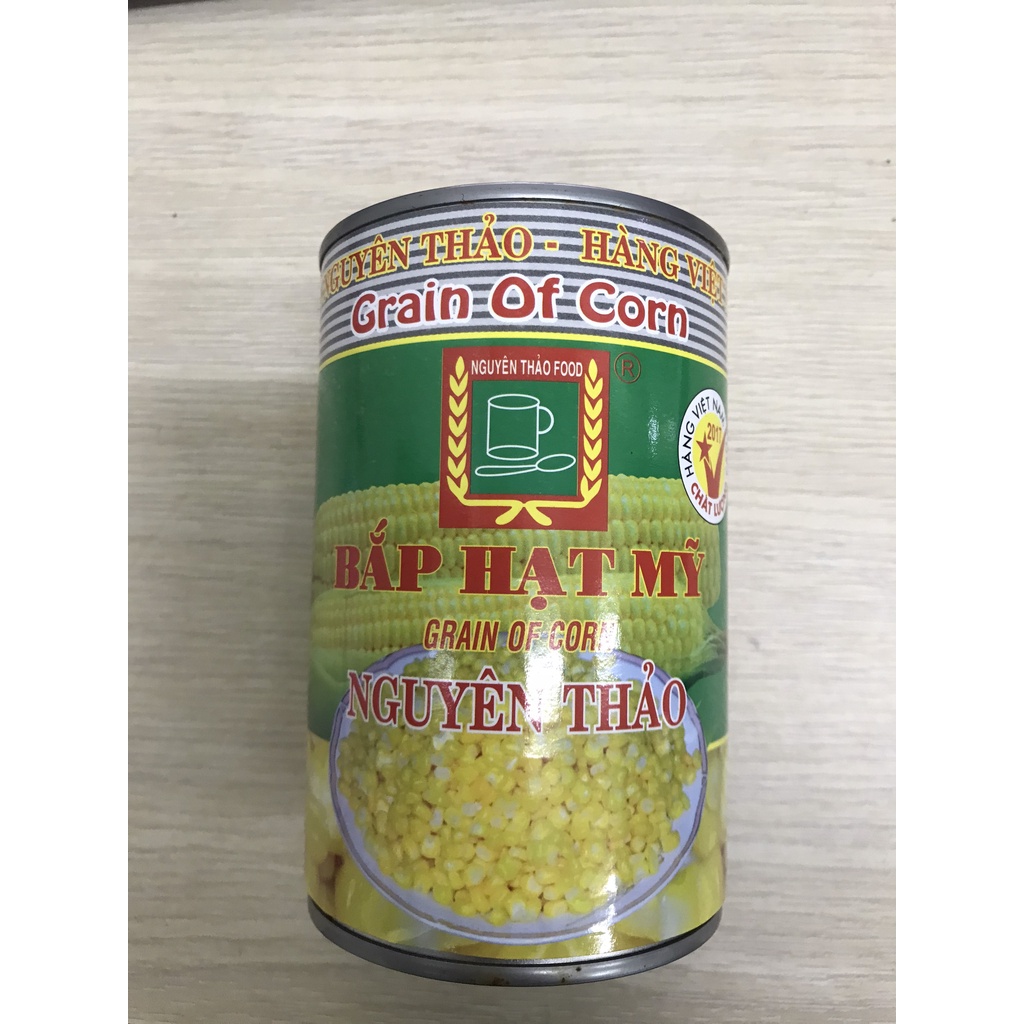 NGUYÊN THẢO - HÀNG VIỆT
Grain Of Corn
NGUYÊN THẢO FOOD
®
HÀNG VIỆT NAM
2017
CHẤT LƯỢ
BẮP HẠT MỸ
GRAIN OF CORN
NGUYÊN THẢO